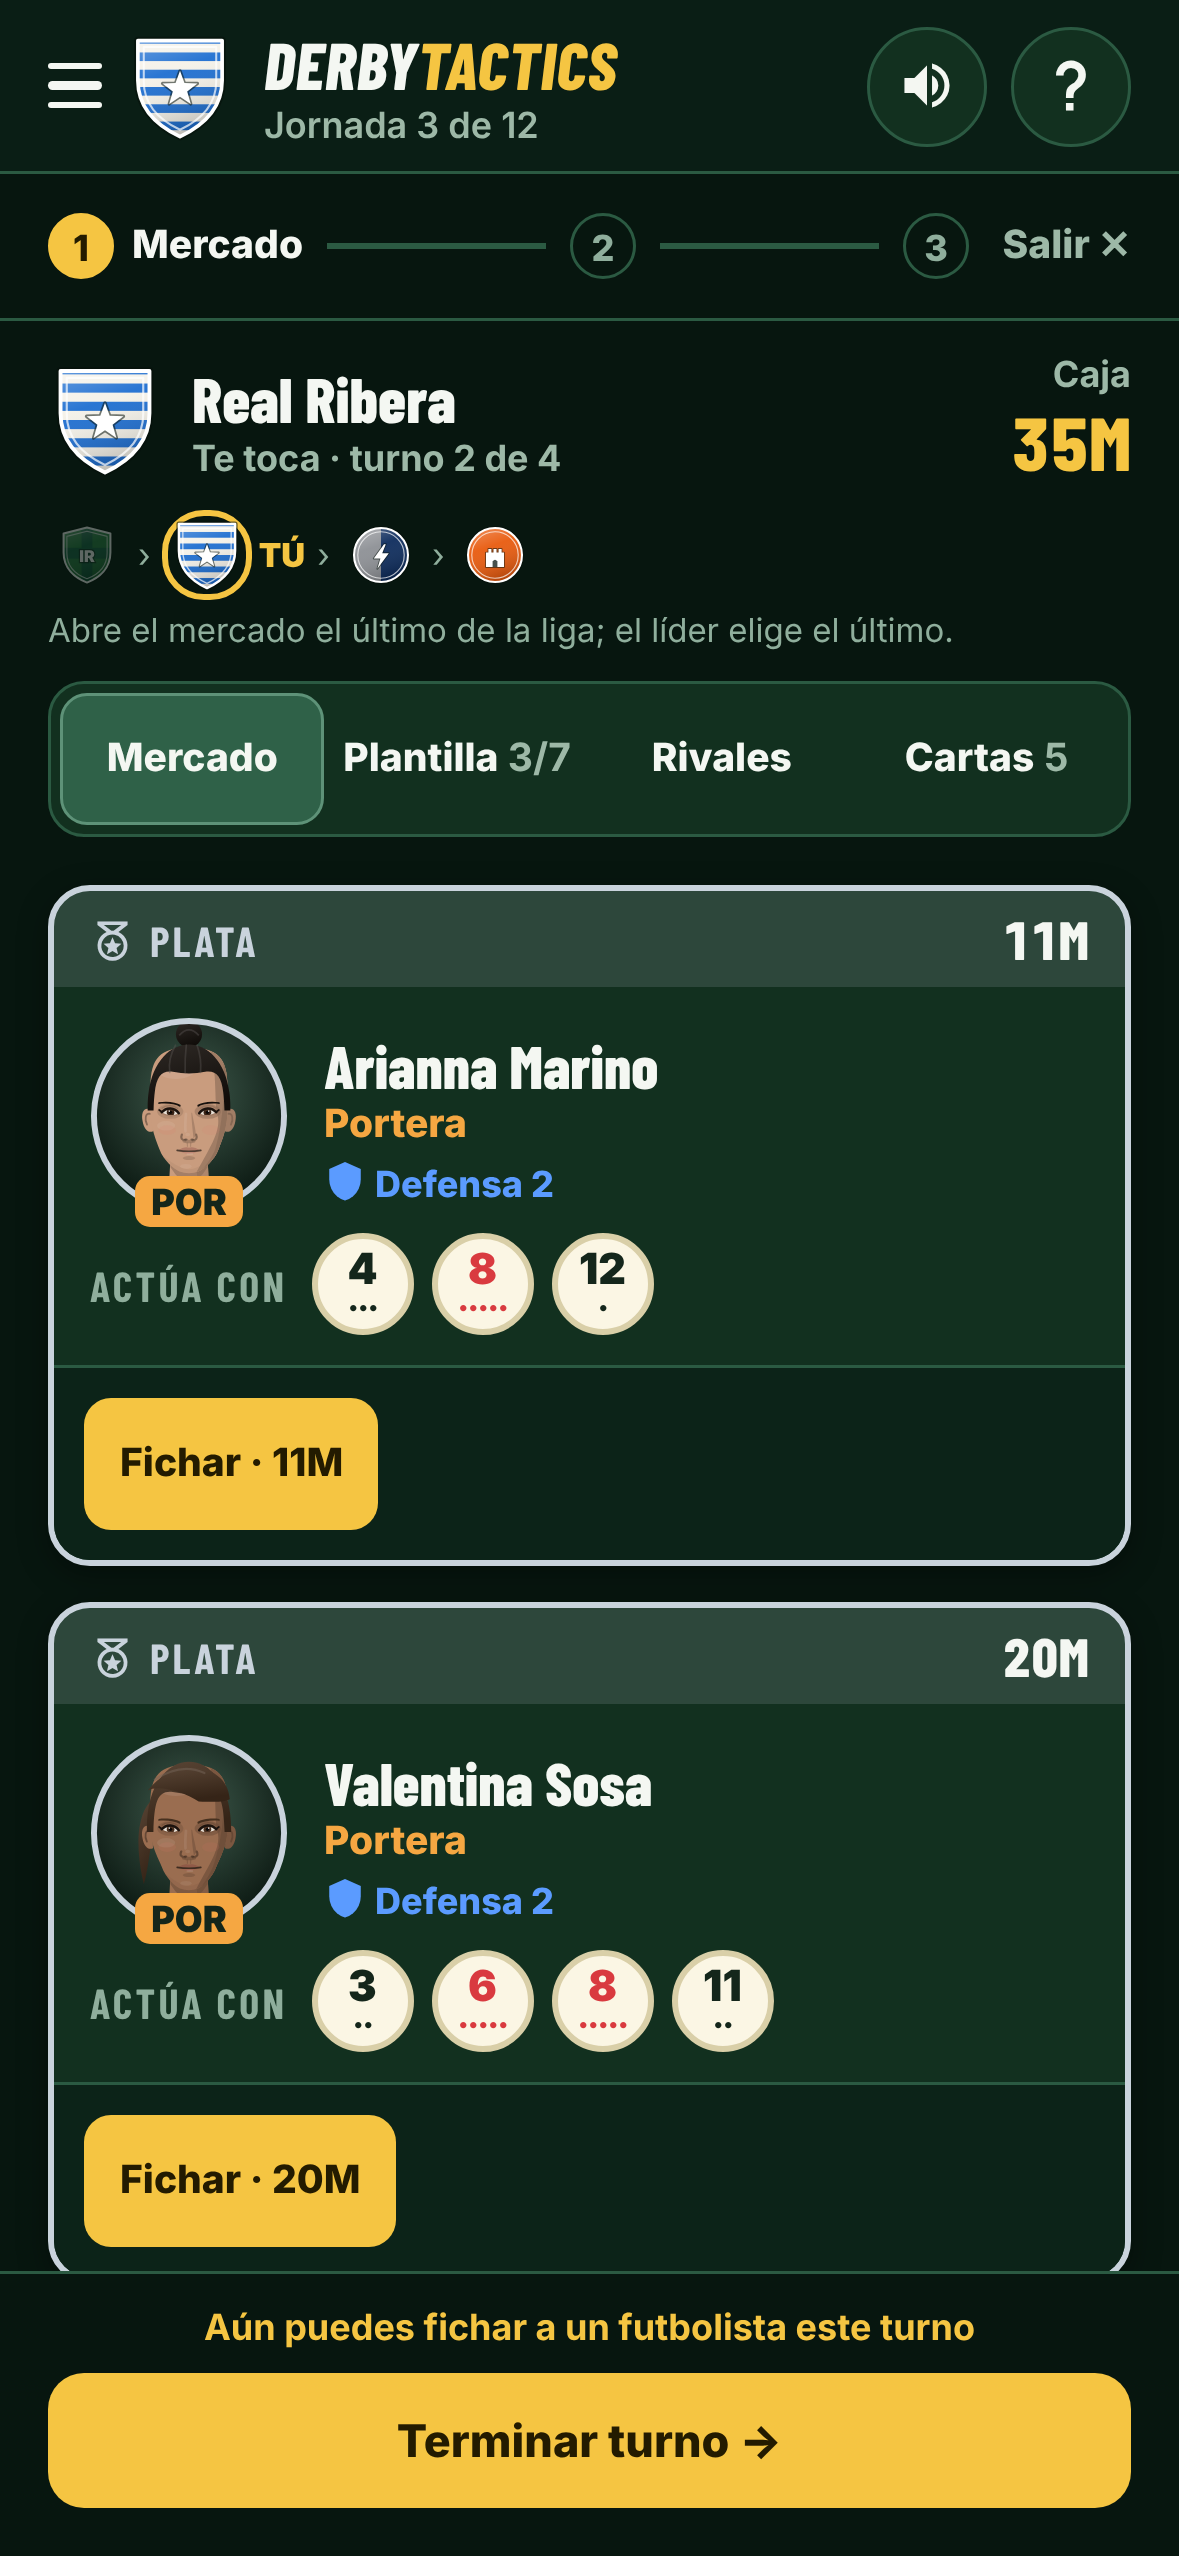 DERBYTACTICS
Jornada 3 de 12
?
1 Mercado 2 3 Salir ✕
Real Ribera
Te toca · turno 2 de 4
Caja
35M
IR › TÚ › ›
Abre el mercado el último de la liga; el líder elige el último.
Mercado Plantilla 3/7 Rivales Cartas 5
PLATA 11M
Arianna Marino
Portera
Defensa 2
POR
ACTÚA CON 4 8 12
Fichar · 11M
PLATA 20M
Valentina Sosa
Portera
Defensa 2
POR
ACTÚA CON 3 6 8 11
Fichar · 20M
Aún puedes fichar a un futbolista este turno
Terminar turno →